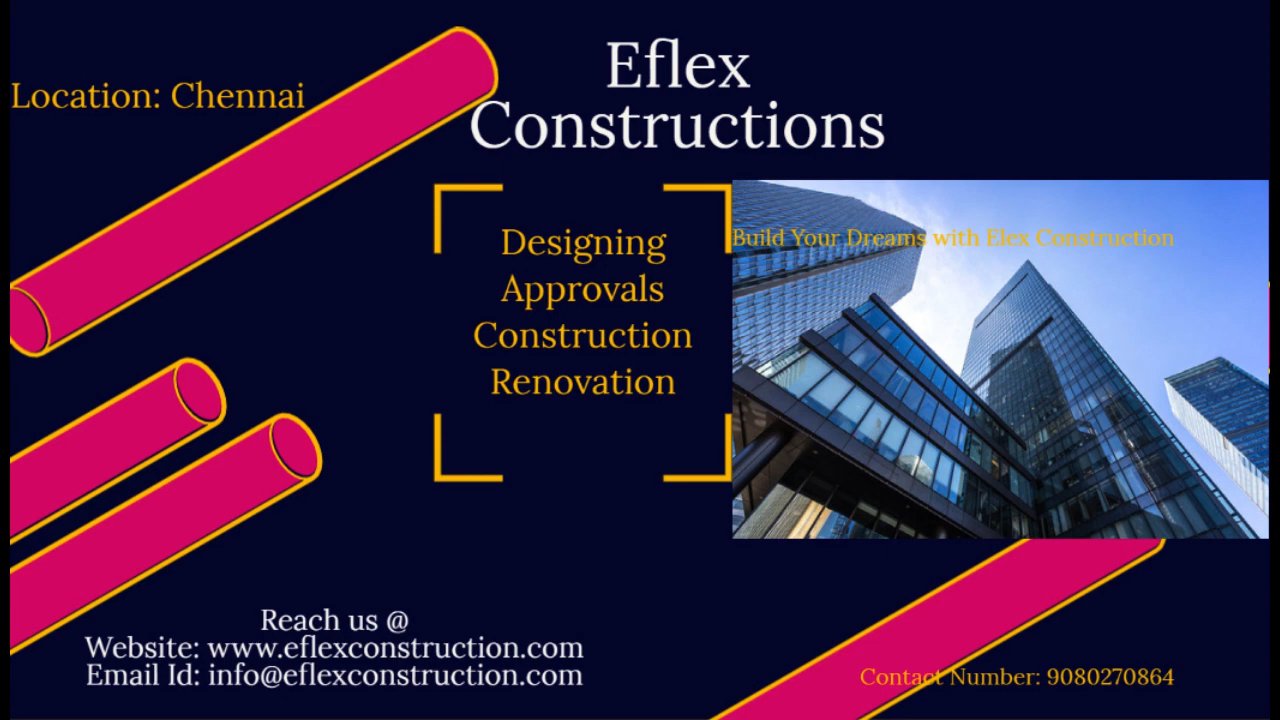 Eflex
Constructions
Location: Chennai
Designing
Approvals
Construction
Renovation
Build Your Dreams with Elex Construction
Reach us @
Website: www.eflexconstruction.com
Email Id: info@eflexconstruction.com
Contact Number: 9080270864